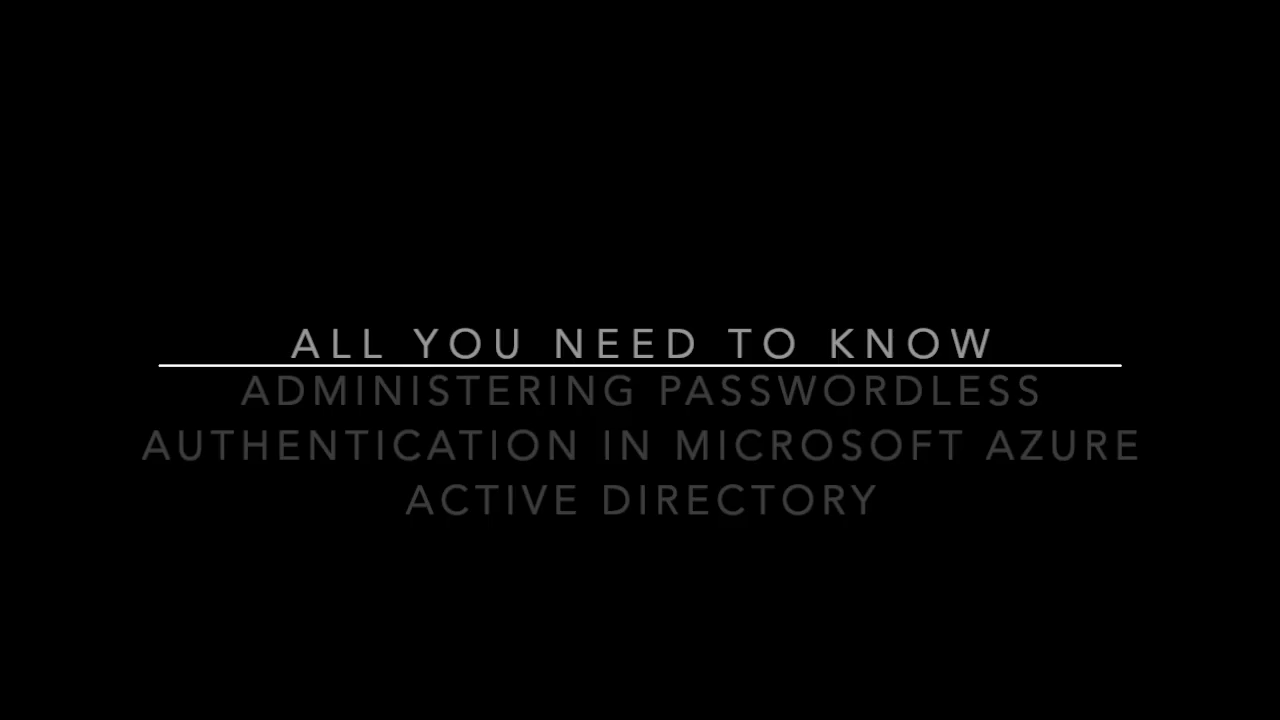 ALL YOU NEED TO KNOW
ADMINISTERING PASSWORDLESS
AUTHENTICATION IN MICROSOFT AZURE
ACTIVE DIRECTORY